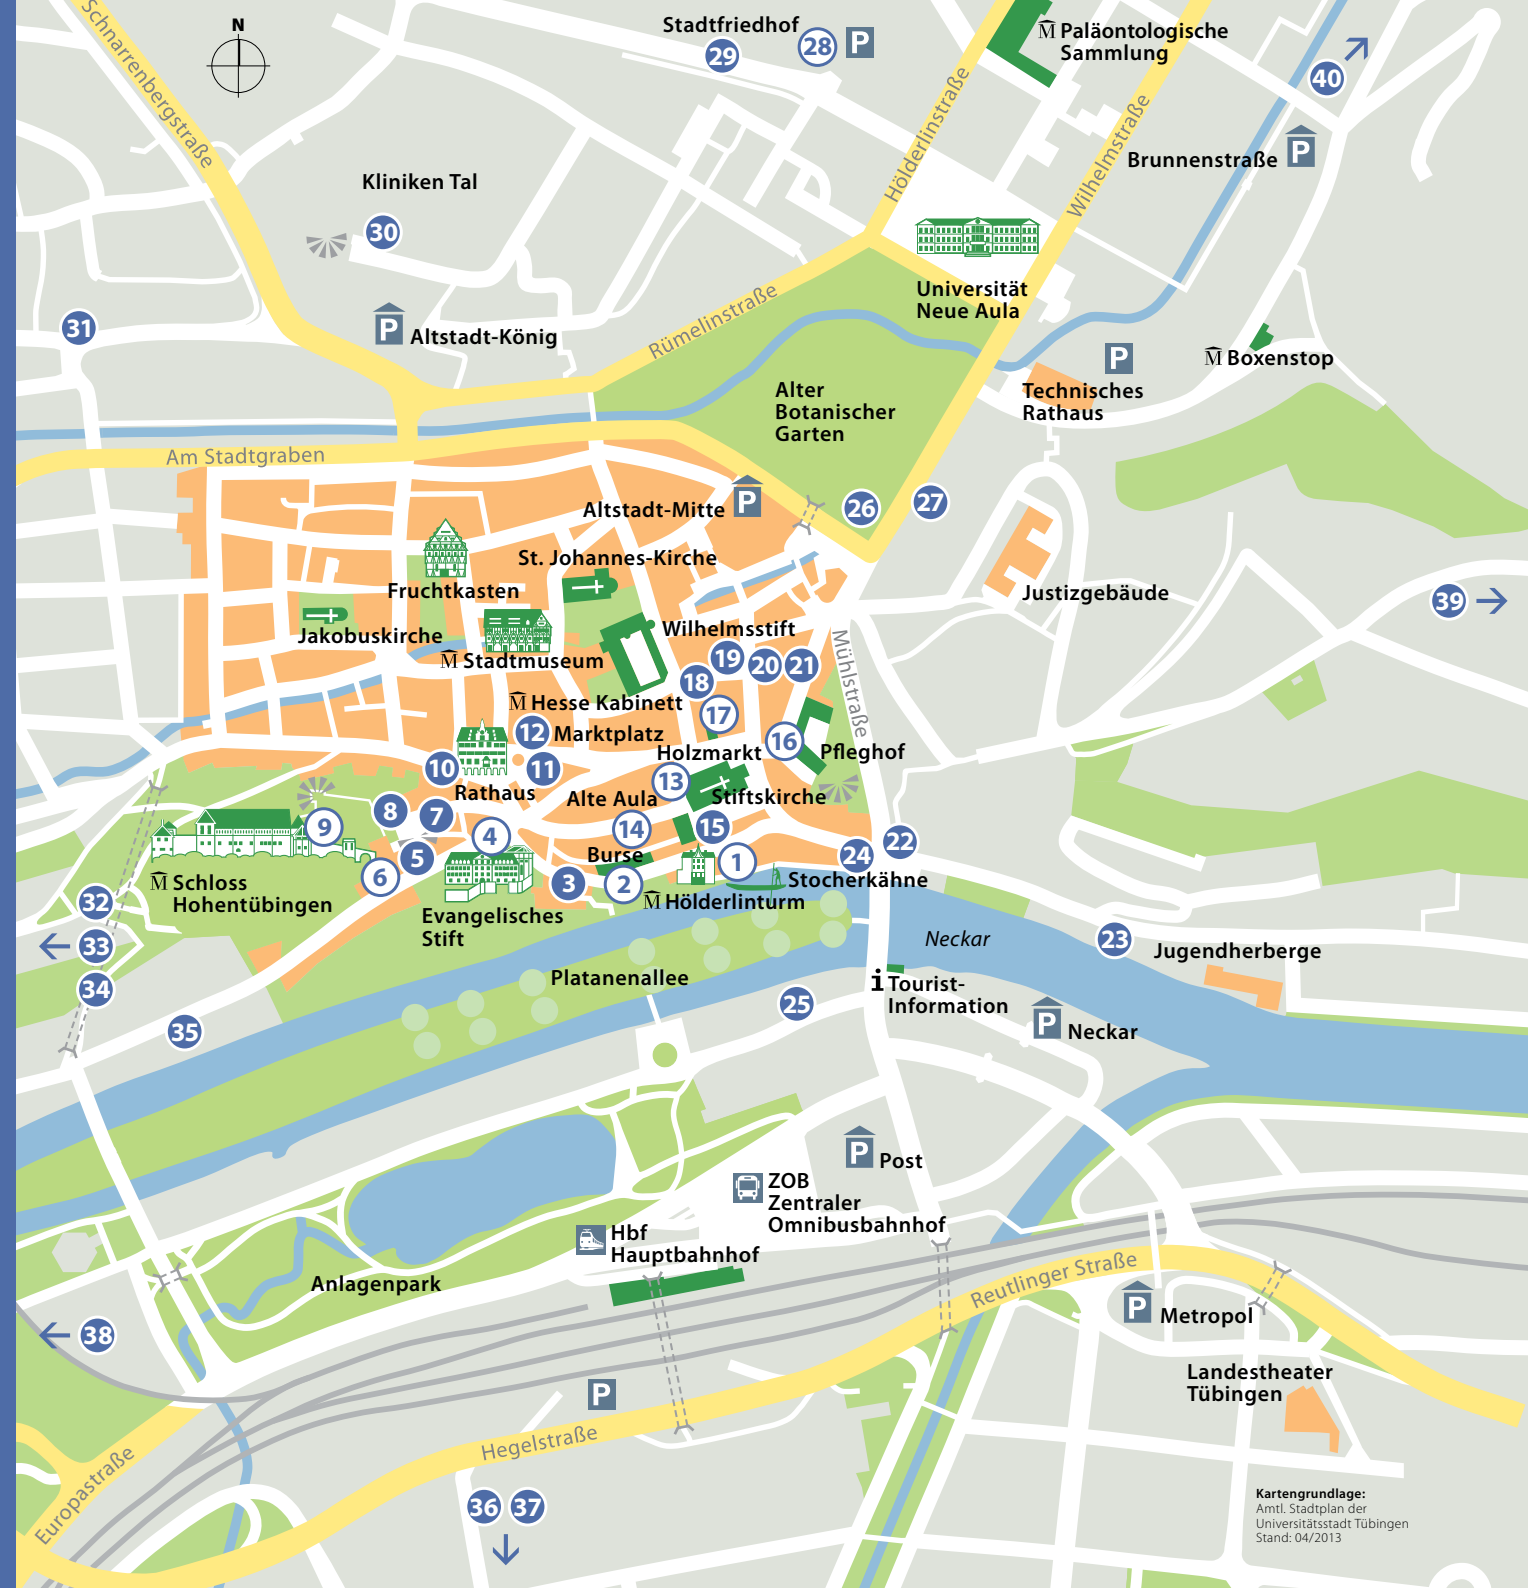 Schnarrenbergstraße
N
Stadtfriedhof
29
28
P
M Paläontologische
Sammlung
40
Hölderlinstraße
Wilhelmstraße
Brunnenstraße
P
Kliniken Tal
30
Universität
Neue Aula
31
P
Altstadt-König
Rümelinstraße
M Boxenstop
P
Technisches
Rathaus
Alter
Botanischer
Garten
Am Stadtgraben
Altstadt-Mitte
P
26
27
St. Johannes-Kirche
Fruchtkasten
Justizgebäude
39
Jakobuskirche
Wilhelmsstift
Mühlstraße
M Stadtmuseum
19
20
21
18
M Hesse Kabinett
17
12
Marktplatz
16
Holzmarkt
Pfleghof
10
11
13
Rathaus
Alte Aula
Stiftskirche
8
7
9
4
14
15
22
5
Burse
24
6
3
2
1
Stocherkähne
M Schloss
Hohentübingen
M Hölderlinturm
32
Evangelisches
Stift
33
Neckar
23
Jugendherberge
Platanenallee
34
i Tourist-
Information
25
35
P
Neckar
P
Post
ZOB
Zentraler
Omnibusbahnhof
Hbf
Hauptbahnhof
Anlagenpark
Reutlinger Straße
P
Metropol
38
Landestheater
Tübingen
P
Hegelstraße
Europastraße
36
37
Kartengrundlage:
Amtl. Stadtplan der
Universitätsstadt Tübingen
Stand: 04/2013